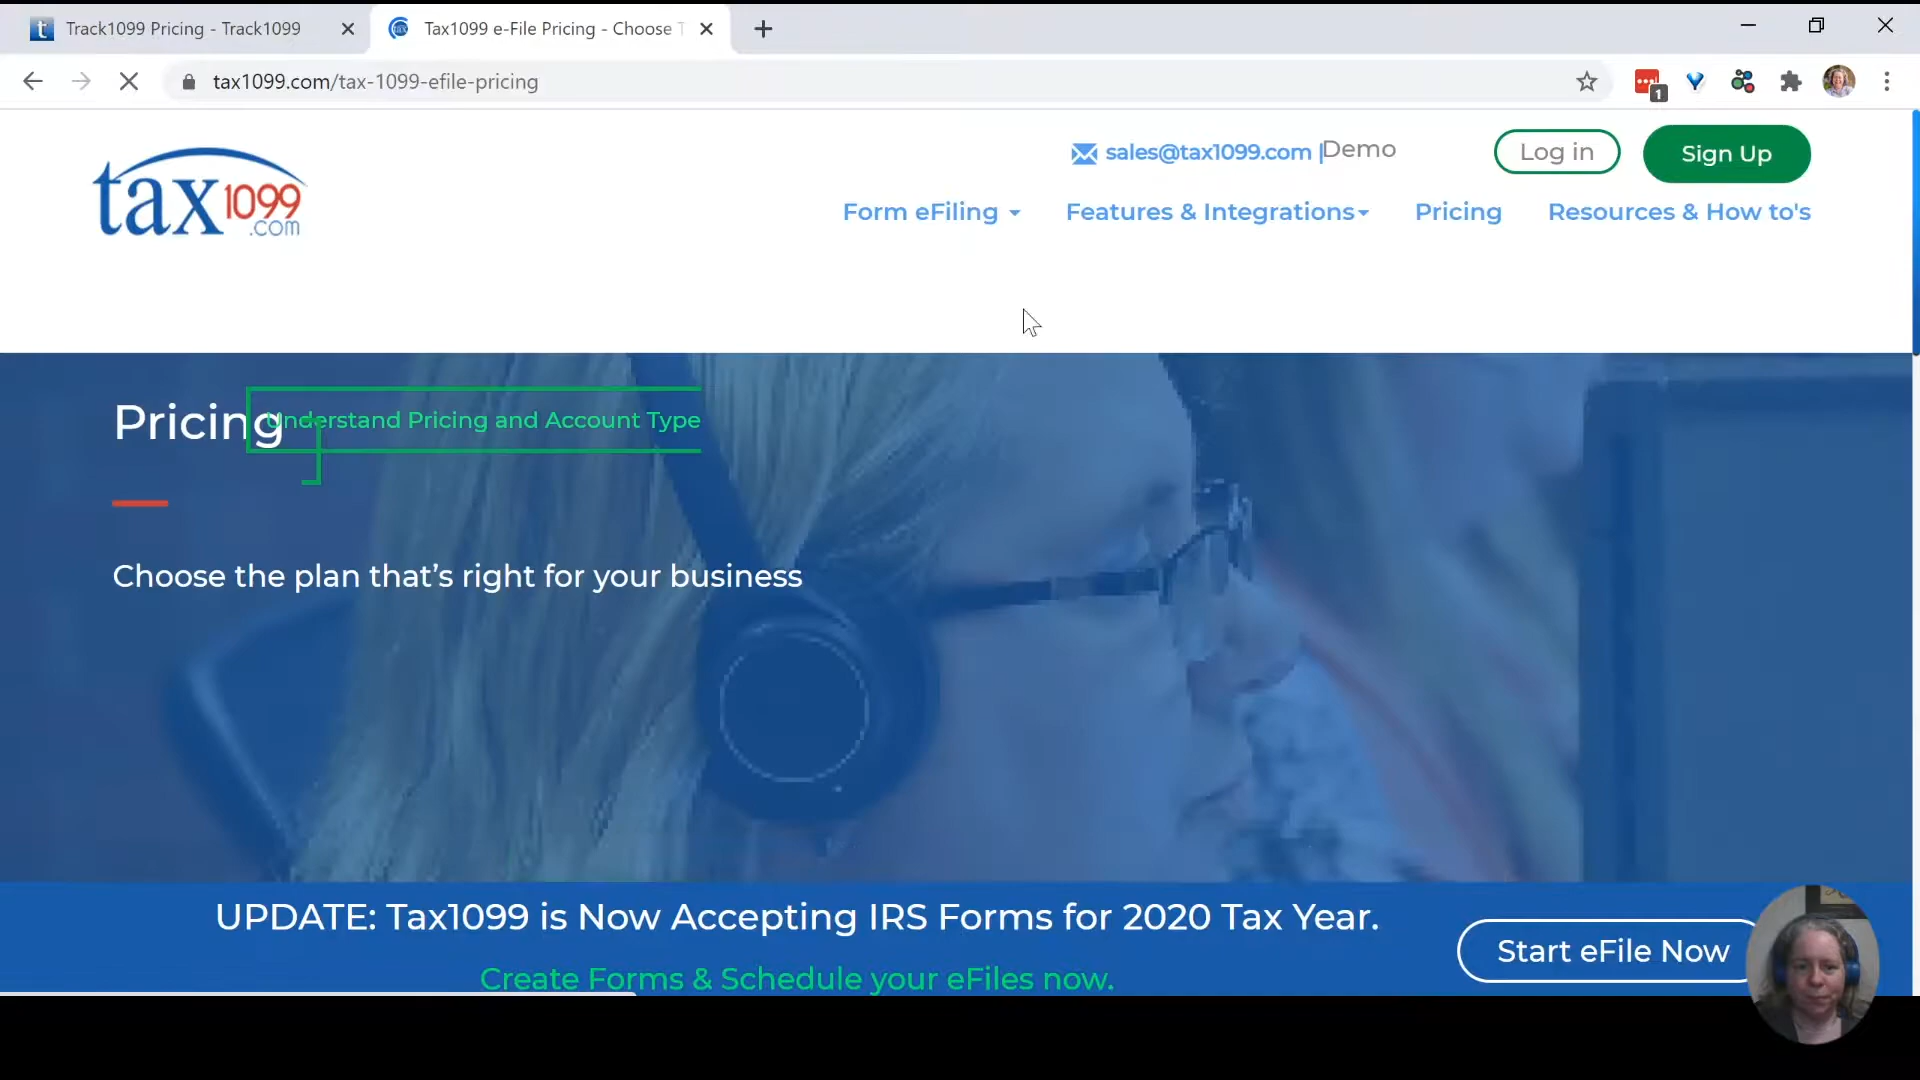 Track1099 Pricing - Track1099
Tax1099 e-File Pricing - Choose T
tax1099.com/tax-1099-efile-pricing
1
sales@tax1099.com |
Demo
Log in
Sign Up
tax1099
.com
Form eFiling
Features & Integrations
Pricing
Resources & How to's
Pricing
Understand Pricing and Account Type
Choose the plan that’s right for your business
UPDATE: Tax1099 is Now Accepting IRS Forms for 2020 Tax Year.
Create Forms & Schedule your eFiles now.
Start eFile Now